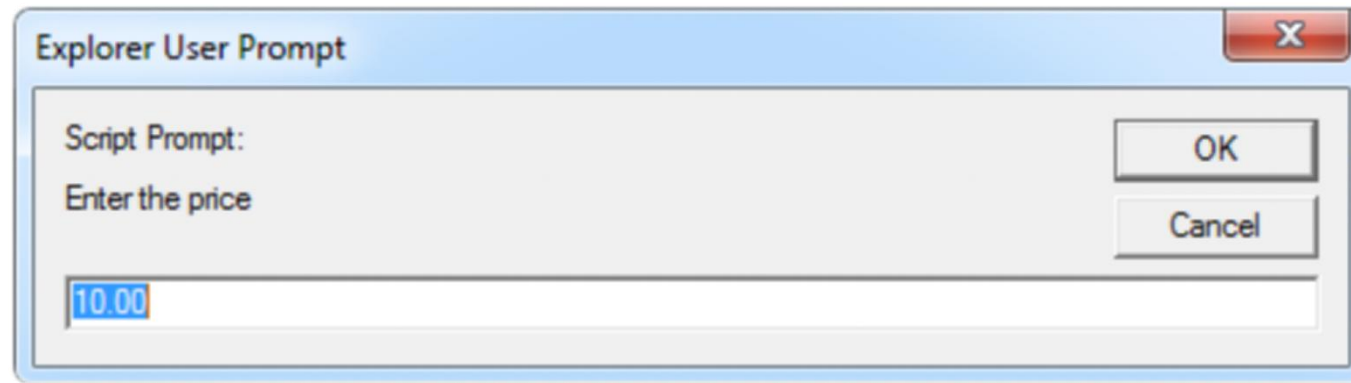 Explorer User Prompt
Script Prompt:
OK
Enter the price
Cancel
10.00